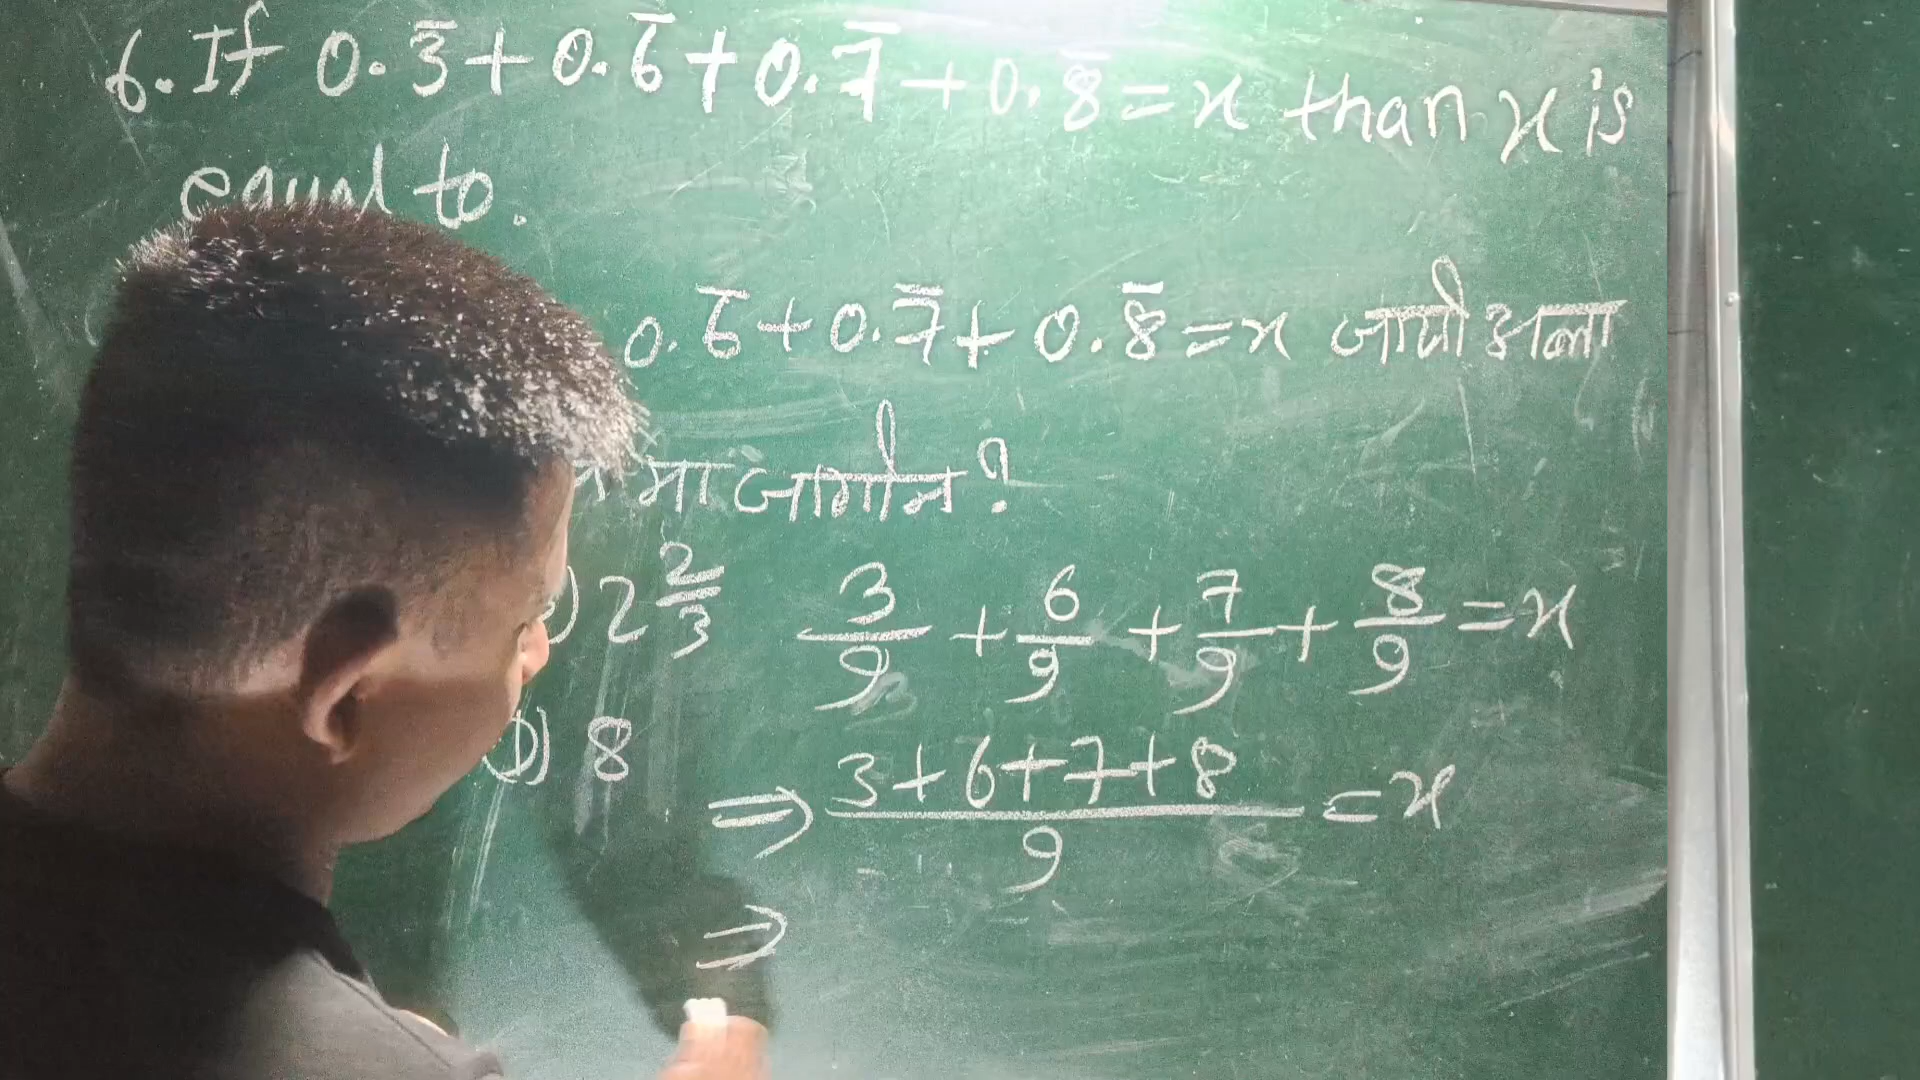 6. If 0.3̅ + 0.6̅ + 0.7̅ + 0.8̅ = x than x is
equal to.
0.6̅ + 0.7̅ + 0.8̅ = x जायो अला
मा जागोन?
) 2 2/3
3/9 + 6/9 + 7/9 + 8/9 = x
D) 8
⇒ (3+6+7+8)/9 = x
⇒